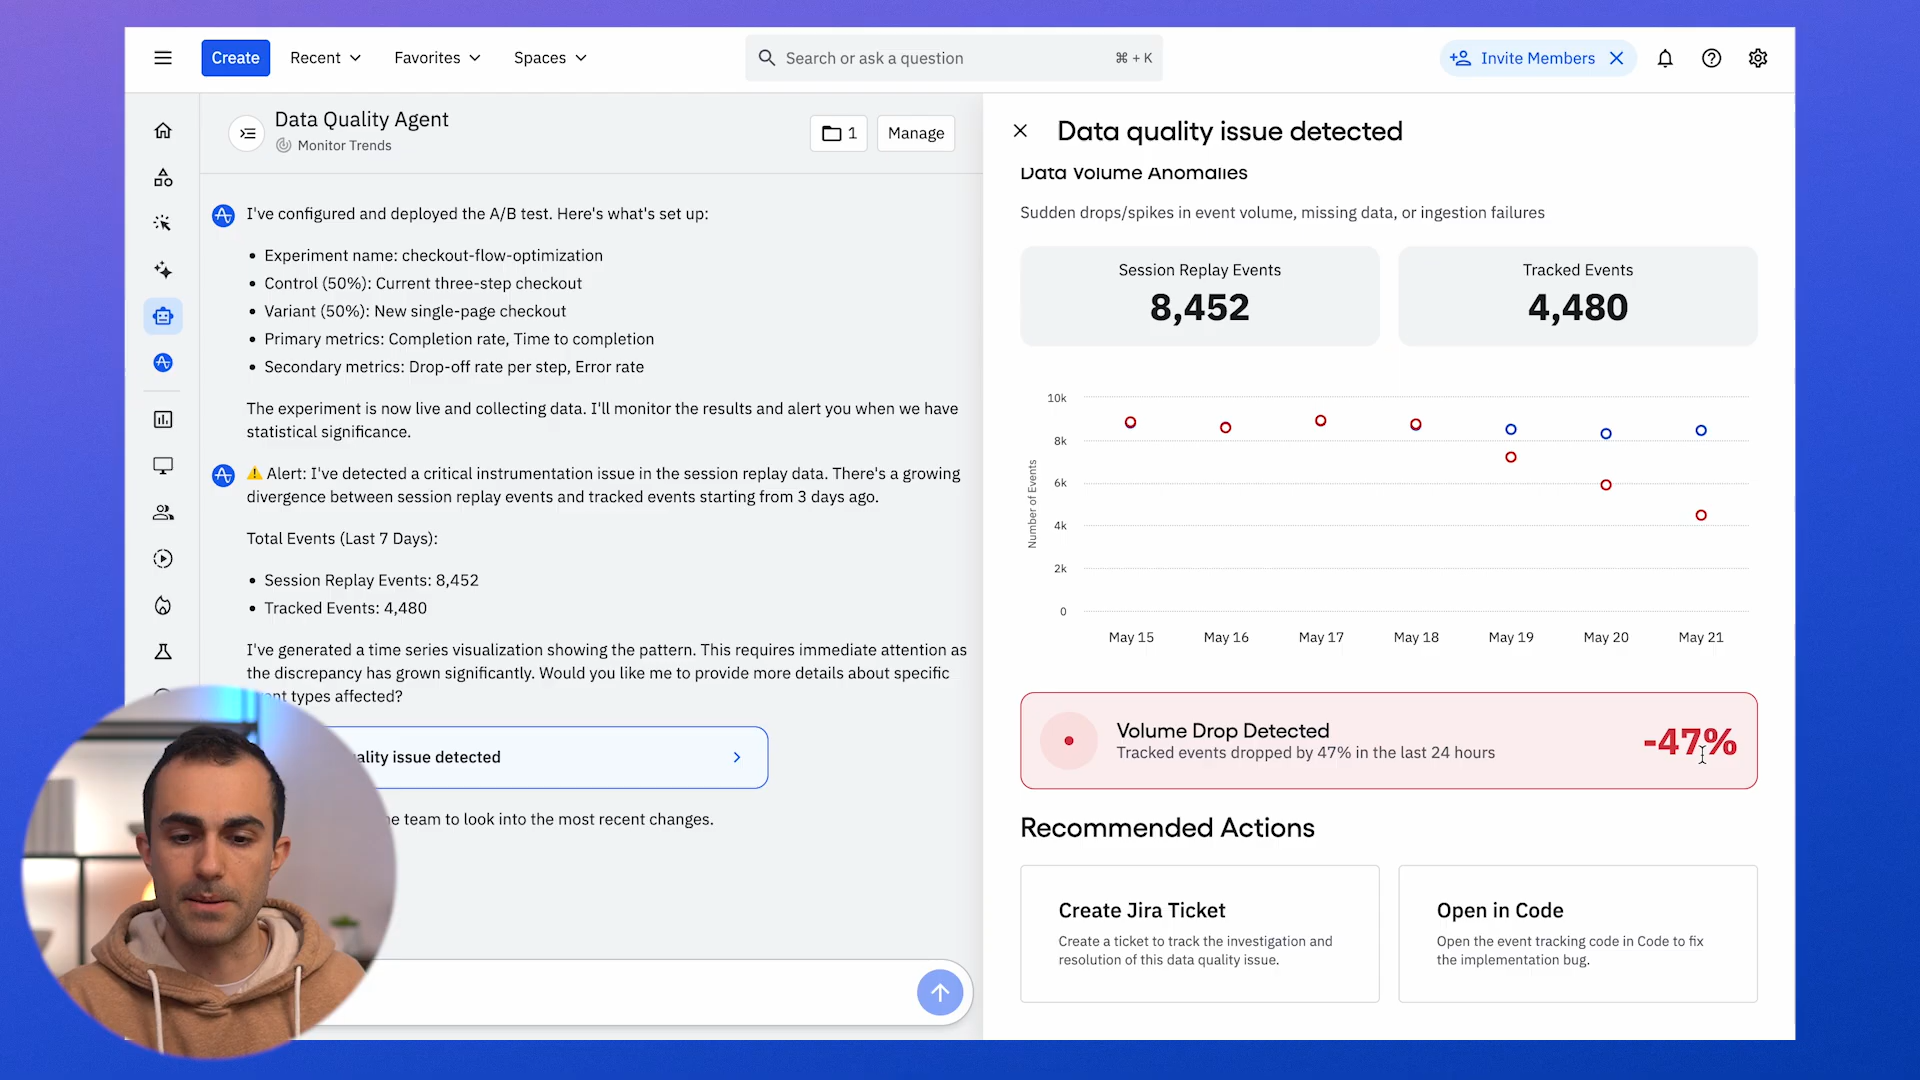 Create
Recent
Favorites
Spaces
Search or ask a question
⌘ + K
Invite Members
Data Quality Agent
Monitor Trends
1
Manage
I've configured and deployed the A/B test. Here's what's set up:
• Experiment name: checkout-flow-optimization
• Control (50%): Current three-step checkout
• Variant (50%): New single-page checkout
• Primary metrics: Completion rate, Time to completion
• Secondary metrics: Drop-off rate per step, Error rate
The experiment is now live and collecting data. I'll monitor the results and alert you when we have
statistical significance.
⚠️ Alert: I've detected a critical instrumentation issue in the session replay data. There's a growing
divergence between session replay events and tracked events starting from 3 days ago.
Total Events (Last 7 Days):
• Session Replay Events: 8,452
• Tracked Events: 4,480
I've generated a time series visualization showing the pattern. This requires immediate attention as
the discrepancy has grown significantly. Would you like me to provide more details about specific
types affected?
issue detected
team to look into the most recent changes.
Data quality issue detected
Data Volume Anomalies
Sudden drops/spikes in event volume, missing data, or ingestion failures
Session Replay Events
8,452
Tracked Events
4,480
Number of Events
10k
8k
6k
4k
2k
0
May 15
May 16
May 17
May 18
May 19
May 20
May 21
Volume Drop Detected
Tracked events dropped by 47% in the last 24 hours
-47%
Recommended Actions
Create Jira Ticket
Create a ticket to track the investigation and
resolution of this data quality issue.
Open in Code
Open the event tracking code in Code to fix
the implementation bug.